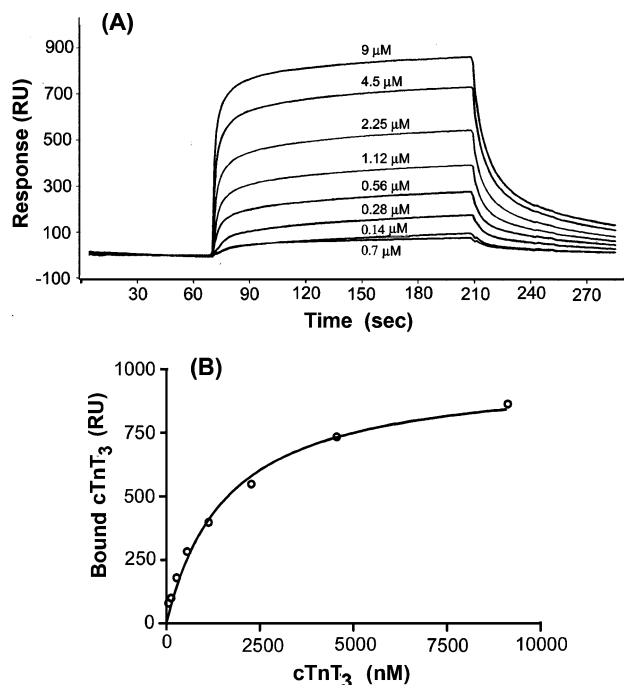 (A)
Response (RU)
900
700
500
300
100
-100
9 µM
4.5 µM
2.25 µM
1.12 µM
0.56 µM
0.28 µM
0.14 µM
0.7 µM
30 60 90 120 150 180 210 240 270
Time (sec)
(B)
Bound cTnT3 (RU)
1000
750
500
250
0
0 2500 5000 7500 10000
cTnT3 (nM)